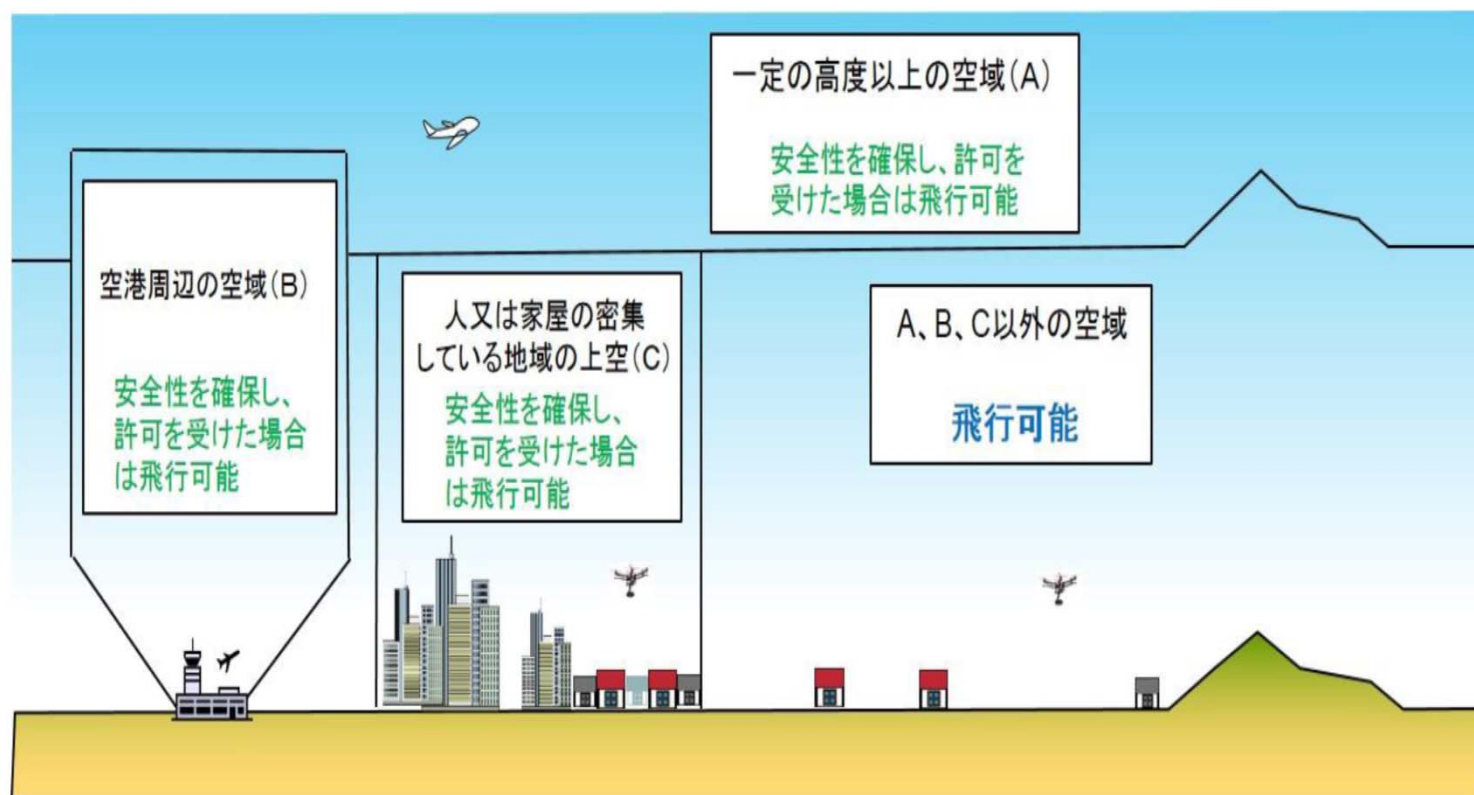 一定の高度以上の空域(A)
安全性を確保し、許可を
受けた場合は飛行可能
空港周辺の空域(B)
安全性を確保し、
許可を受けた場合
は飛行可能
人又は家屋の密集
している地域の上空(C)
安全性を確保し、
許可を受けた場合
は飛行可能
A、B、C以外の空域
飛行可能